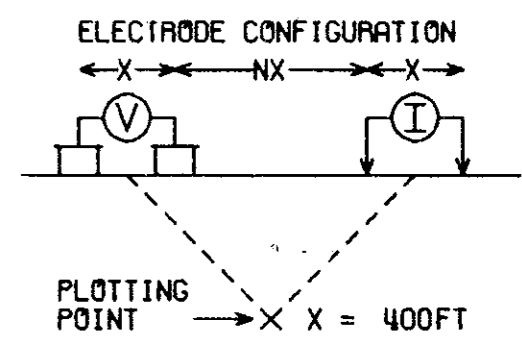 ELECTRODE CONFIGURATION
X NX X
V I
PLOTTING
POINT X X = 400FT